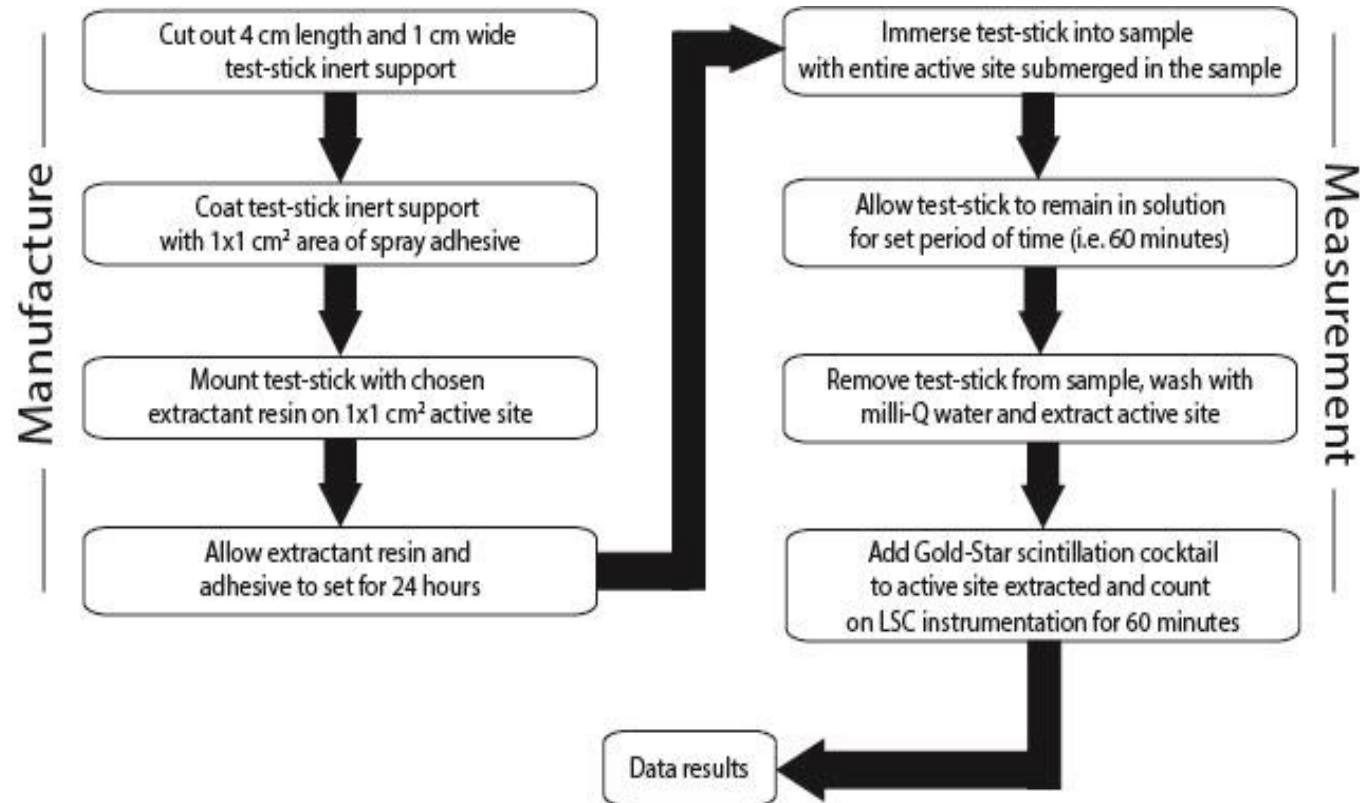 Manufacture
Cut out 4 cm length and 1 cm wide
test-stick inert support
Coat test-stick inert support
with 1x1 cm² area of spray adhesive
Mount test-stick with chosen
extractant resin on 1x1 cm² active site
Allow extractant resin and
adhesive to set for 24 hours
Measurement
Immerse test-stick into sample
with entire active site submerged in the sample
Allow test-stick to remain in solution
for set period of time (i.e. 60 minutes)
Remove test-stick from sample, wash with
milli-Q water and extract active site
Add Gold-Star scintillation cocktail
to active site extracted and count
on LSC instrumentation for 60 minutes
Data results